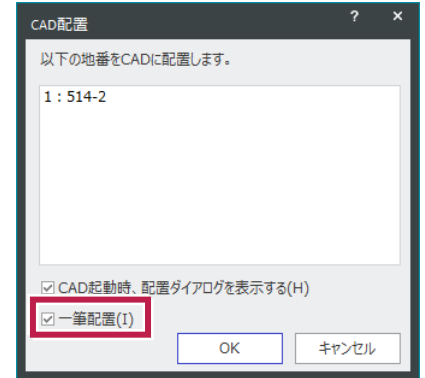 CAD配置 ? ×
以下の地番をCADに配置します。
1：514-2
CAD起動時、配置ダイアログを表示する(H)
一筆配置(I)
OK キャンセル